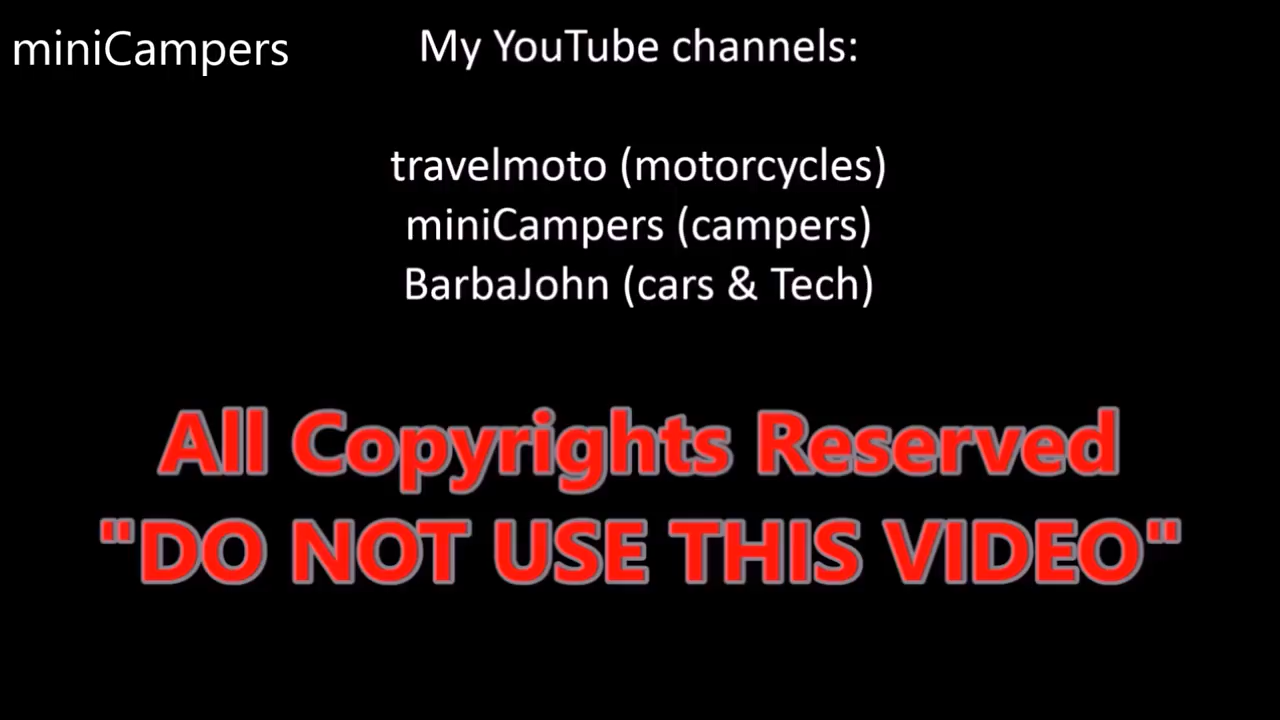 miniCampers
My YouTube channels:
travelmoto (motorcycles)
miniCampers (campers)
BarbaJohn (cars & Tech)
All Copyrights Reserved
"DO NOT USE THIS VIDEO"